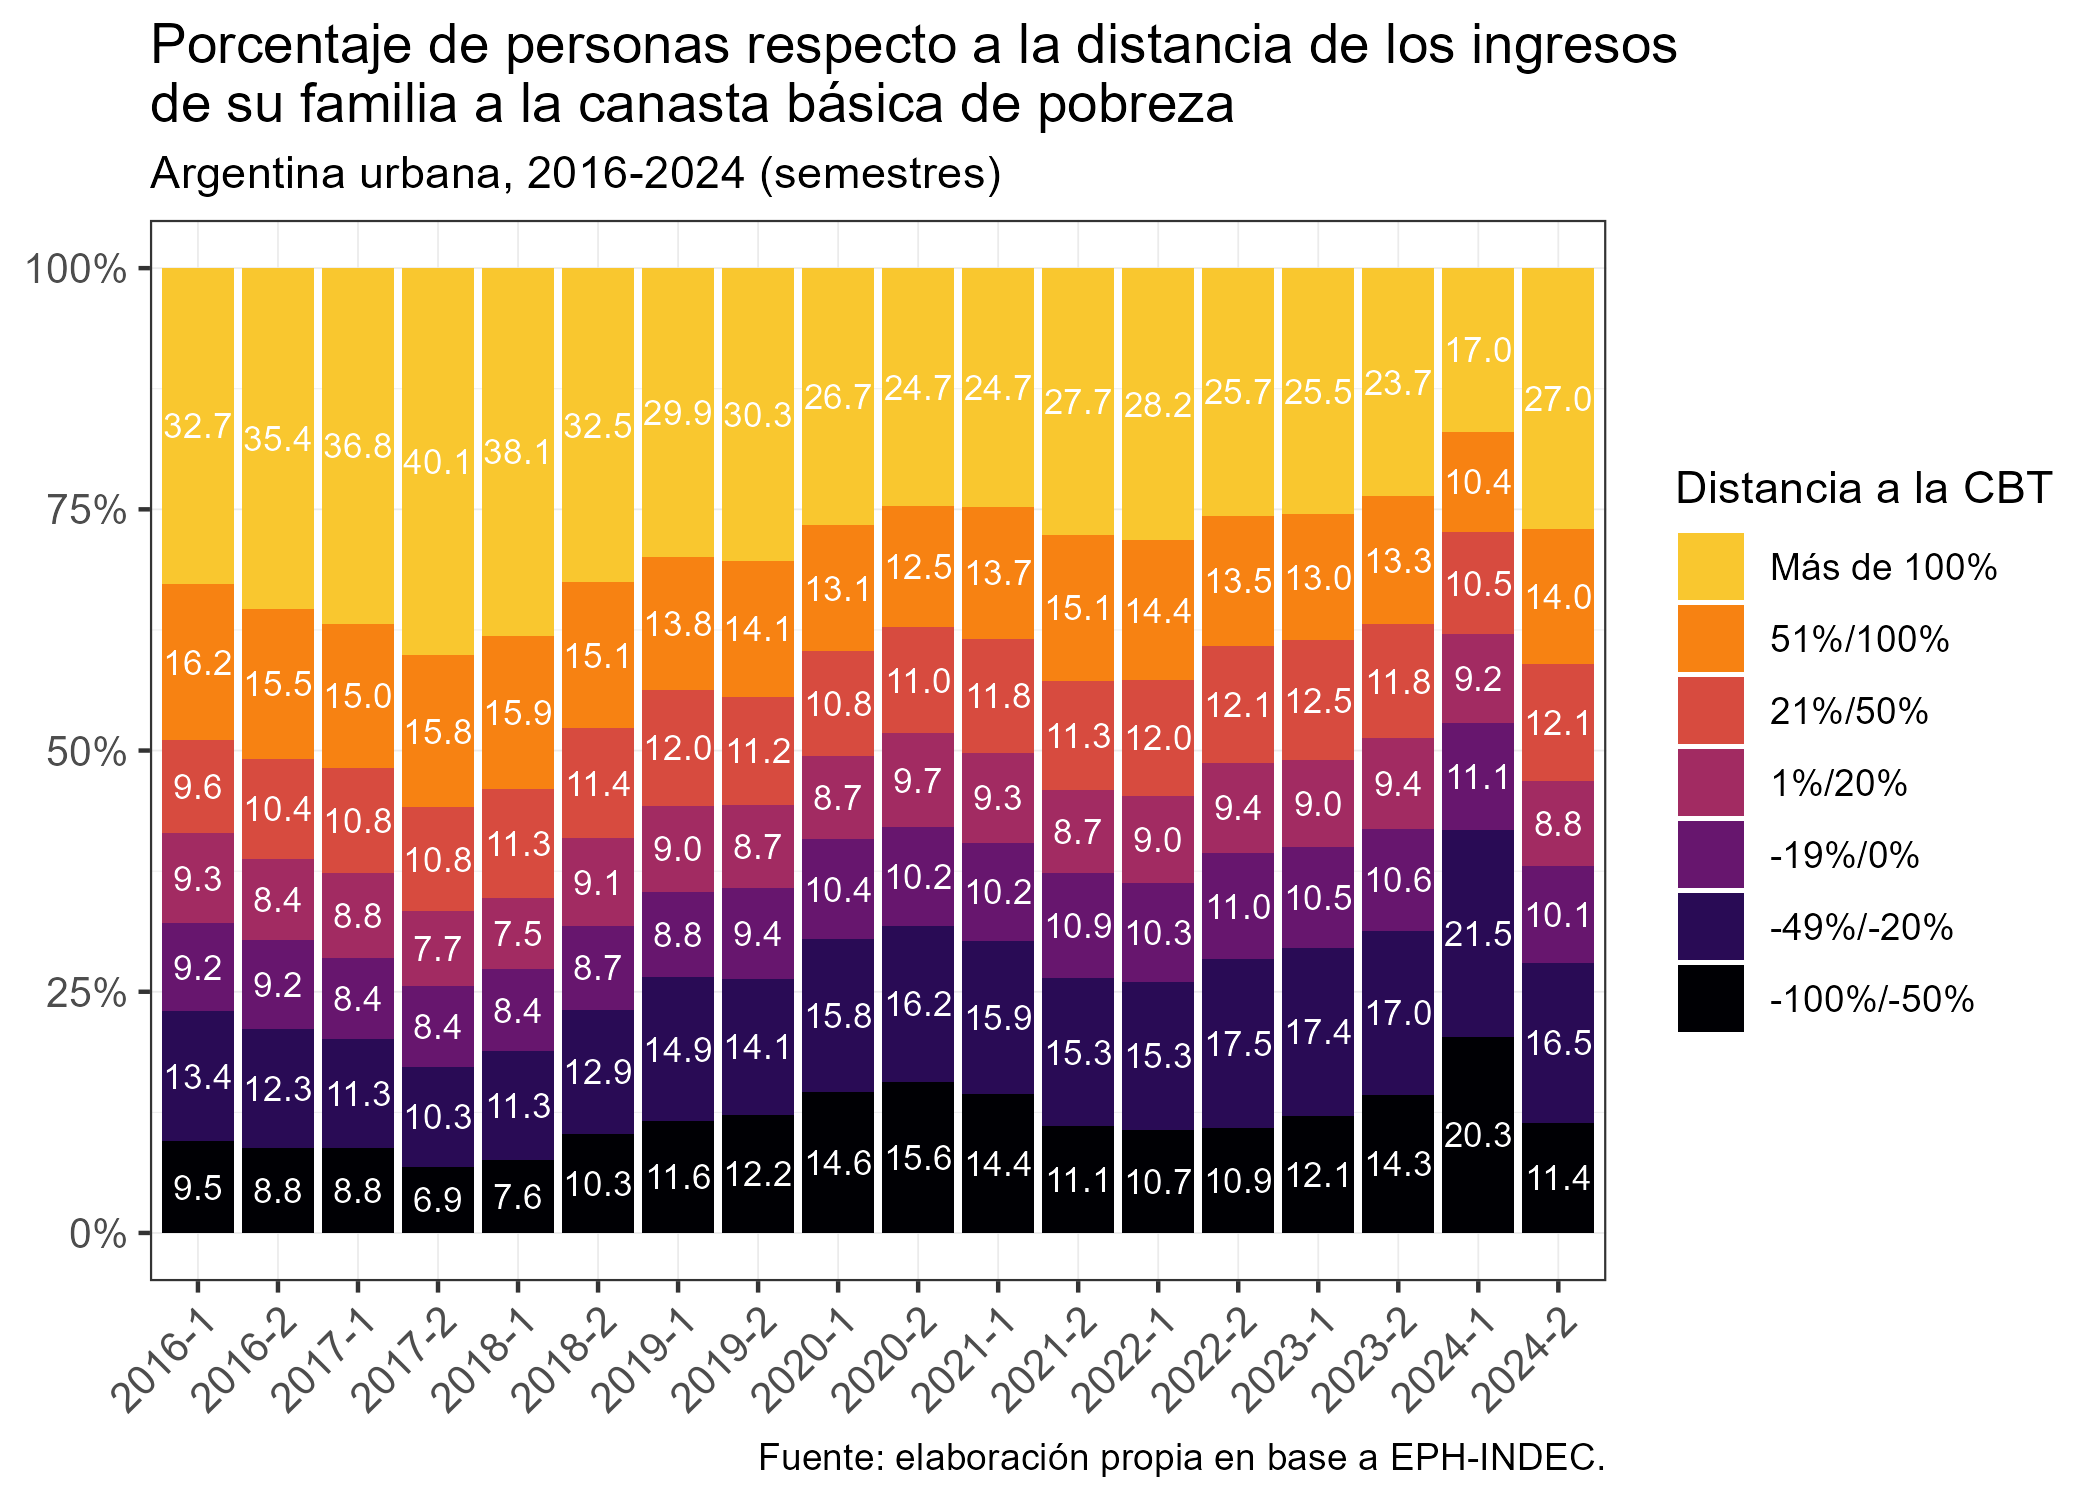 Porcentaje de personas respecto a la distancia de los ingresos
de su familia a la canasta básica de pobreza
Argentina urbana, 2016-2024 (semestres)
100%
75%
50%
25%
0%
32.7 35.4 36.8 40.1 38.1 32.5 29.9 30.3 26.7 24.7 24.7 27.7 28.2 25.7 25.5 23.7 17.0 27.0
16.2 15.5 15.0 15.8 15.9 15.1 13.8 14.1 13.1 12.5 13.7 15.1 14.4 13.5 13.0 13.3 10.4 14.0
9.6 10.4 10.8 10.8 11.3 11.4 12.0 11.2 10.8 11.0 11.8 11.3 12.0 12.1 12.5 11.8 10.5 12.1
9.3 8.4 8.8 7.7 7.5 9.1 9.0 8.7 8.7 9.7 9.3 8.7 9.0 9.4 9.0 9.4 9.2 8.8
9.2 9.2 8.4 8.4 8.4 8.7 8.8 9.4 10.4 10.2 10.2 10.9 10.3 11.0 10.5 10.6 11.1 10.1
13.4 12.3 11.3 10.3 11.3 12.9 14.9 14.1 15.8 16.2 15.9 15.3 15.3 17.5 17.4 17.0 21.5 16.5
9.5 8.8 8.8 6.9 7.6 10.3 11.6 12.2 14.6 15.6 14.4 11.1 10.7 10.9 12.1 14.3 20.3 11.4
2016-1 2016-2 2017-1 2017-2 2018-1 2018-2 2019-1 2019-2 2020-1 2020-2 2021-1 2021-2 2022-1 2022-2 2023-1 2023-2 2024-1 2024-2
Distancia a la CBT
Más de 100%
51%/100%
21%/50%
1%/20%
-19%/0%
-49%/-20%
-100%/-50%
Fuente: elaboración propia en base a EPH-INDEC.